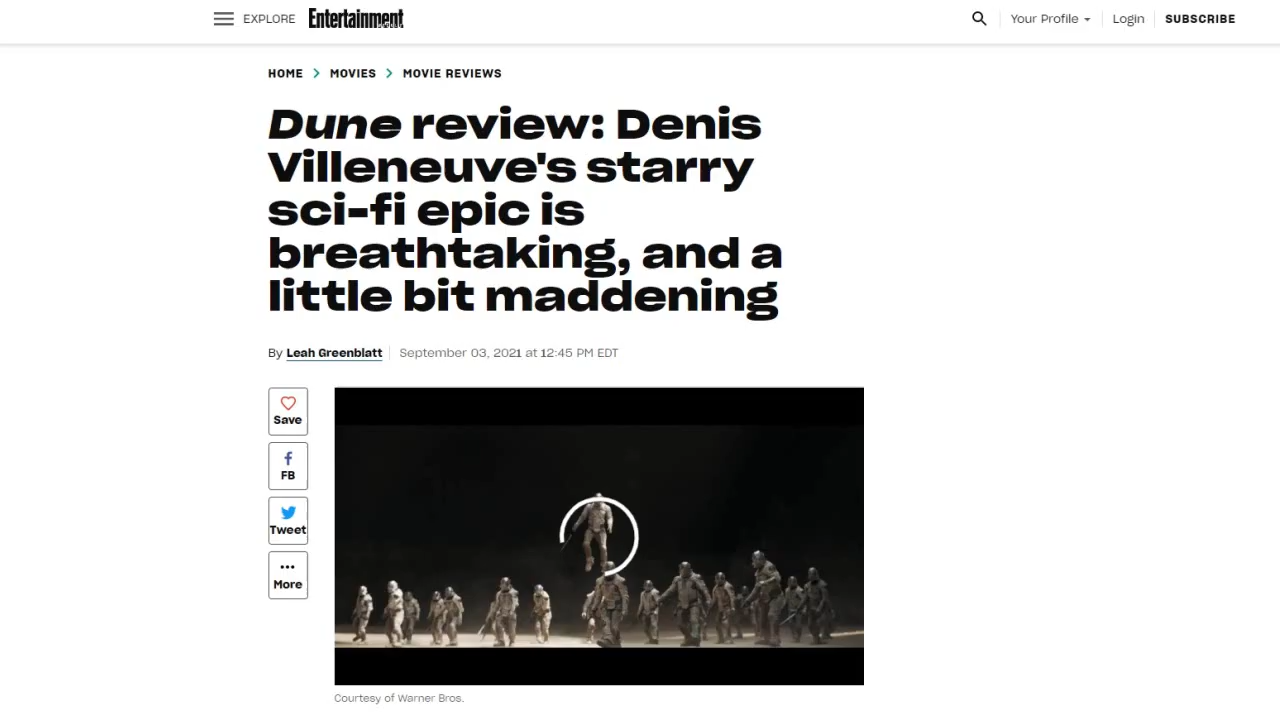 EXPLORE Entertainment Your Profile Login SUBSCRIBE
HOME MOVIES MOVIE REVIEWS
Dune review: Denis
Villeneuve's starry
sci-fi epic is
breathtaking, and a
little bit maddening
By Leah Greenblatt September 03, 2021 at 12:45 PM EDT
Save
FB
Tweet
More
Courtesy of Warner Bros.